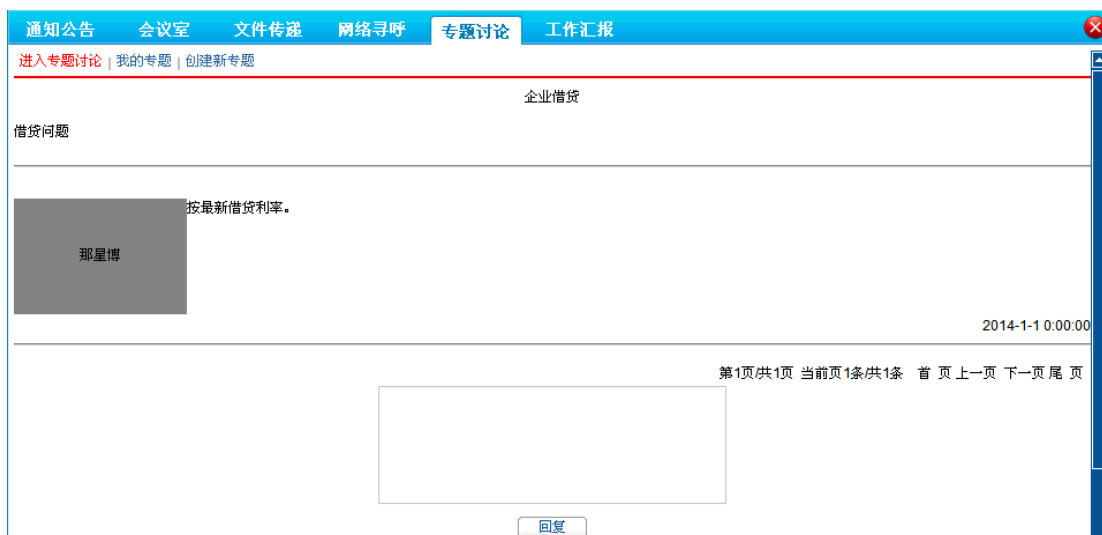 通知公告 会议室 文件传递 网络寻呼 专题讨论 工作汇报
进入专题讨论 | 我的专题 | 创建新专题
企业借贷
借贷问题
按最新借贷利率。
那星博
2014-1-1 0:00:00
第1页/共1页 当前页1条/共1条 首 页 上一页 下一页 尾 页
回复